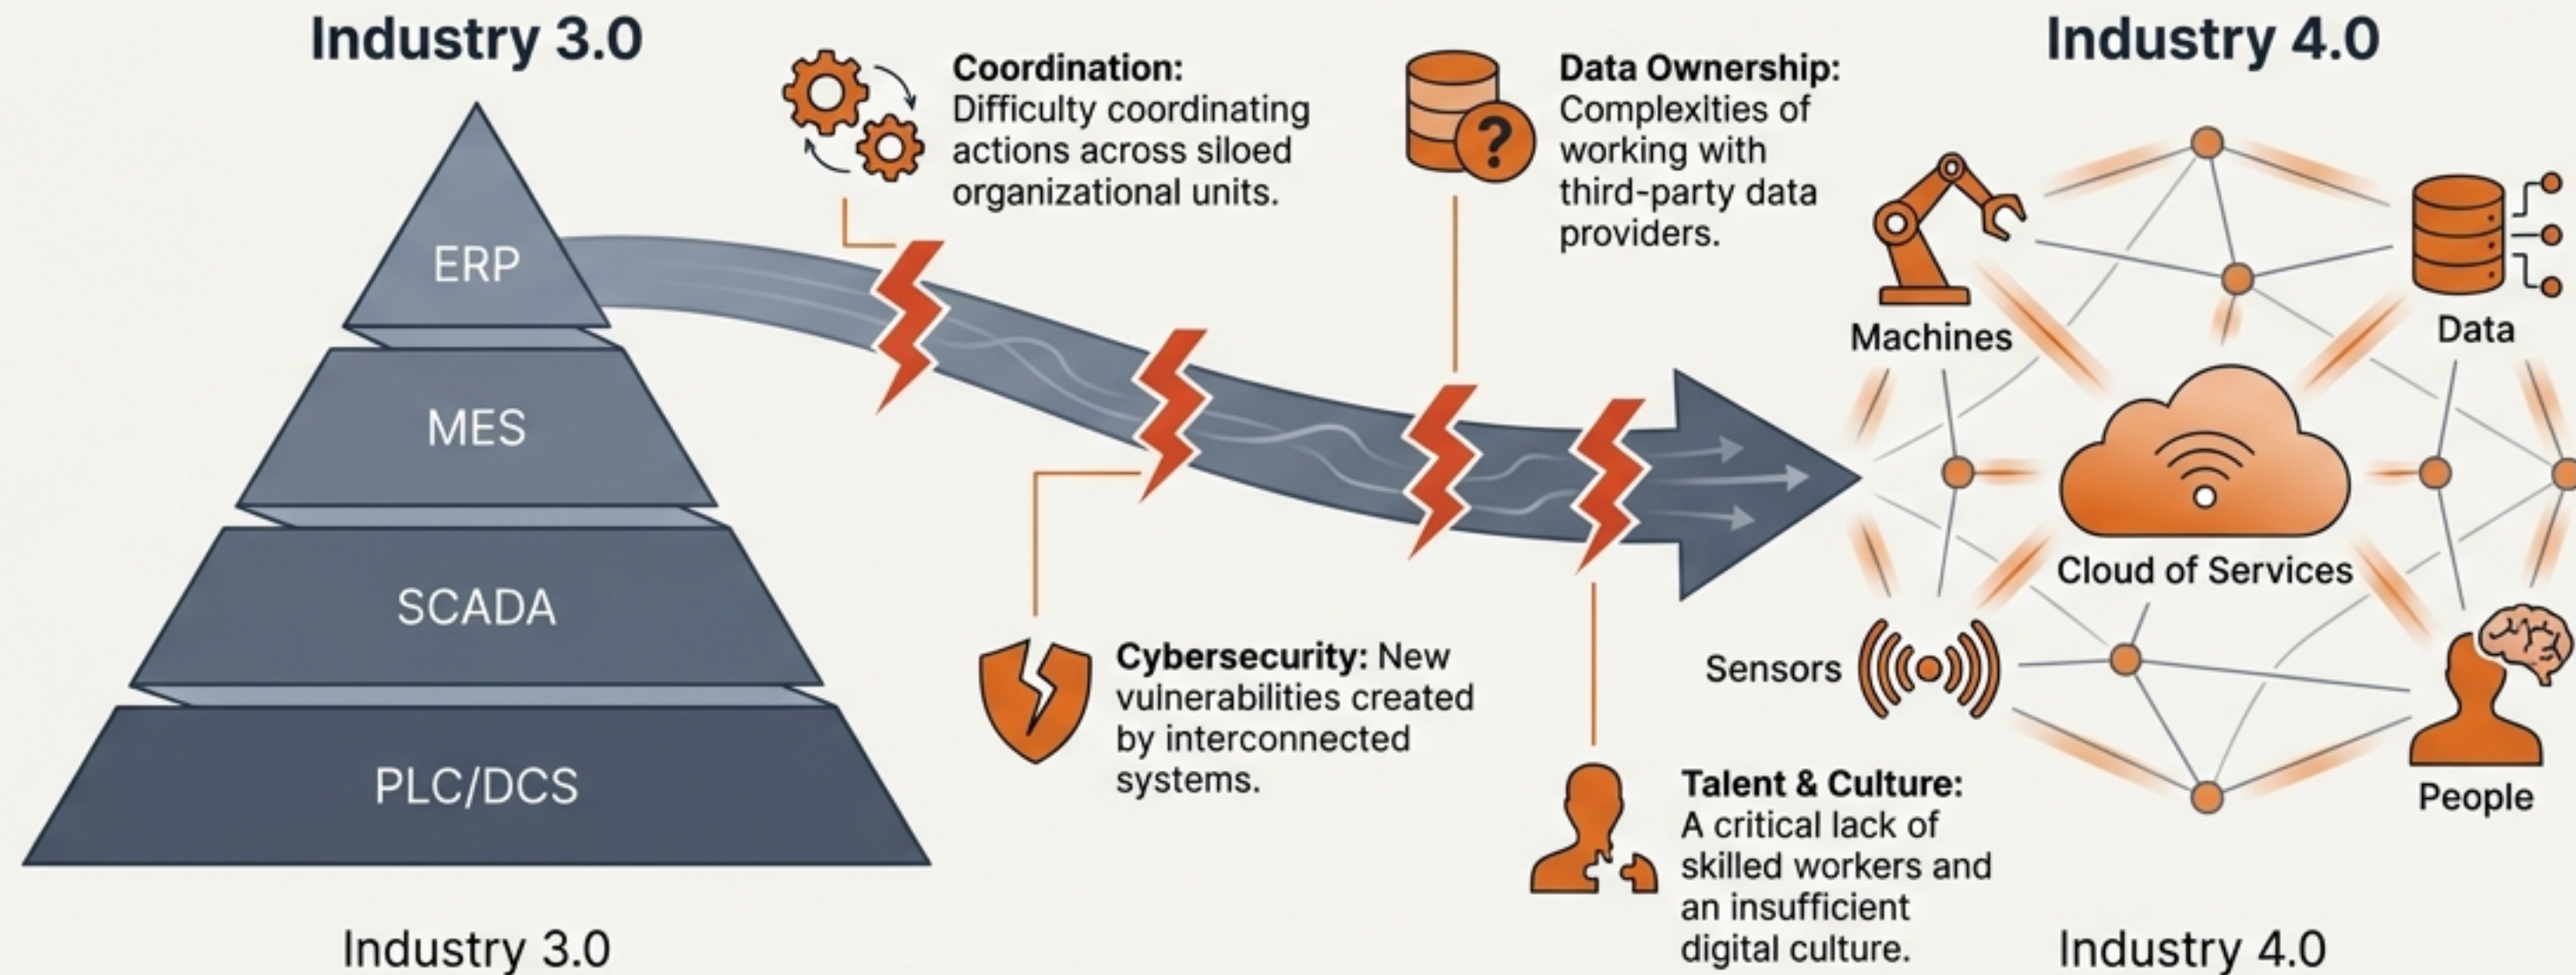 Industry 3.0
ERP
MES
SCADA
PLC/DCS
Industry 3.0
Coordination:
Difficulty coordinating
actions across siloed
organizational units.
Cybersecurity: New
vulnerabilities created
by interconnected
systems.
Data Ownership:
Complexities of
working with
third-party data
providers.
?
Talent & Culture:
A critical lack of
skilled workers and
an insufficient
digital culture.
Industry 4.0
Machines
Data
Cloud of Services
Sensors
People
Industry 4.0